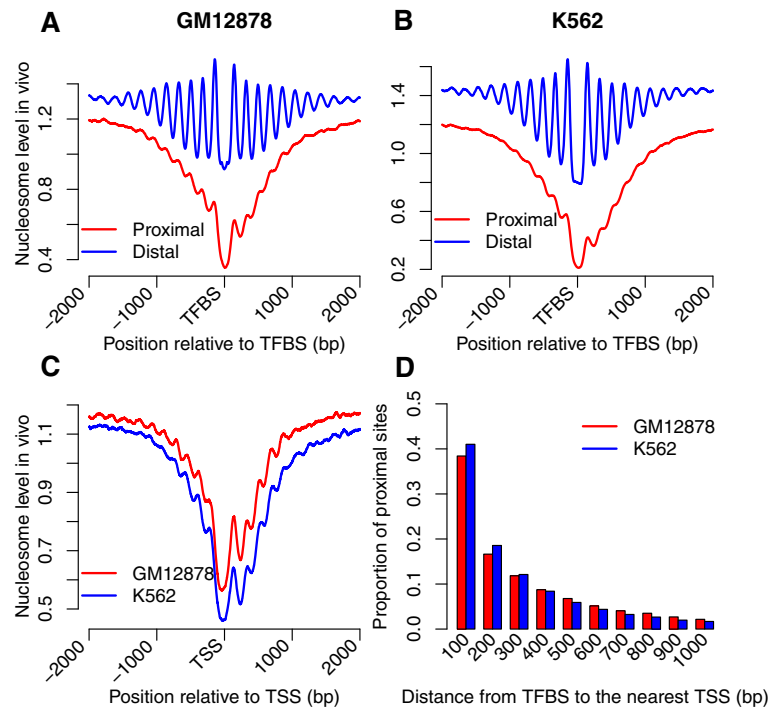 A
GM12878
Nucleosome level in vivo
0.4
0.8
1.2
Proximal
Distal
-2000
-1000
TFBS
1000
2000
Position relative to TFBS (bp)
B
K562
0.2
0.6
1.0
1.4
Proximal
Distal
-2000
-1000
TFBS
1000
2000
Position relative to TFBS (bp)
C
Nucleosome level in vivo
0.5
0.7
0.9
1.1
GM12878
K562
-2000
-1000
TSS
1000
2000
Position relative to TSS (bp)
D
Proportion of proximal sites
0.0
0.1
0.2
0.3
0.4
0.5
GM12878
K562
100
200
300
400
500
600
700
800
900
1000
Distance from TFBS to the nearest TSS (bp)